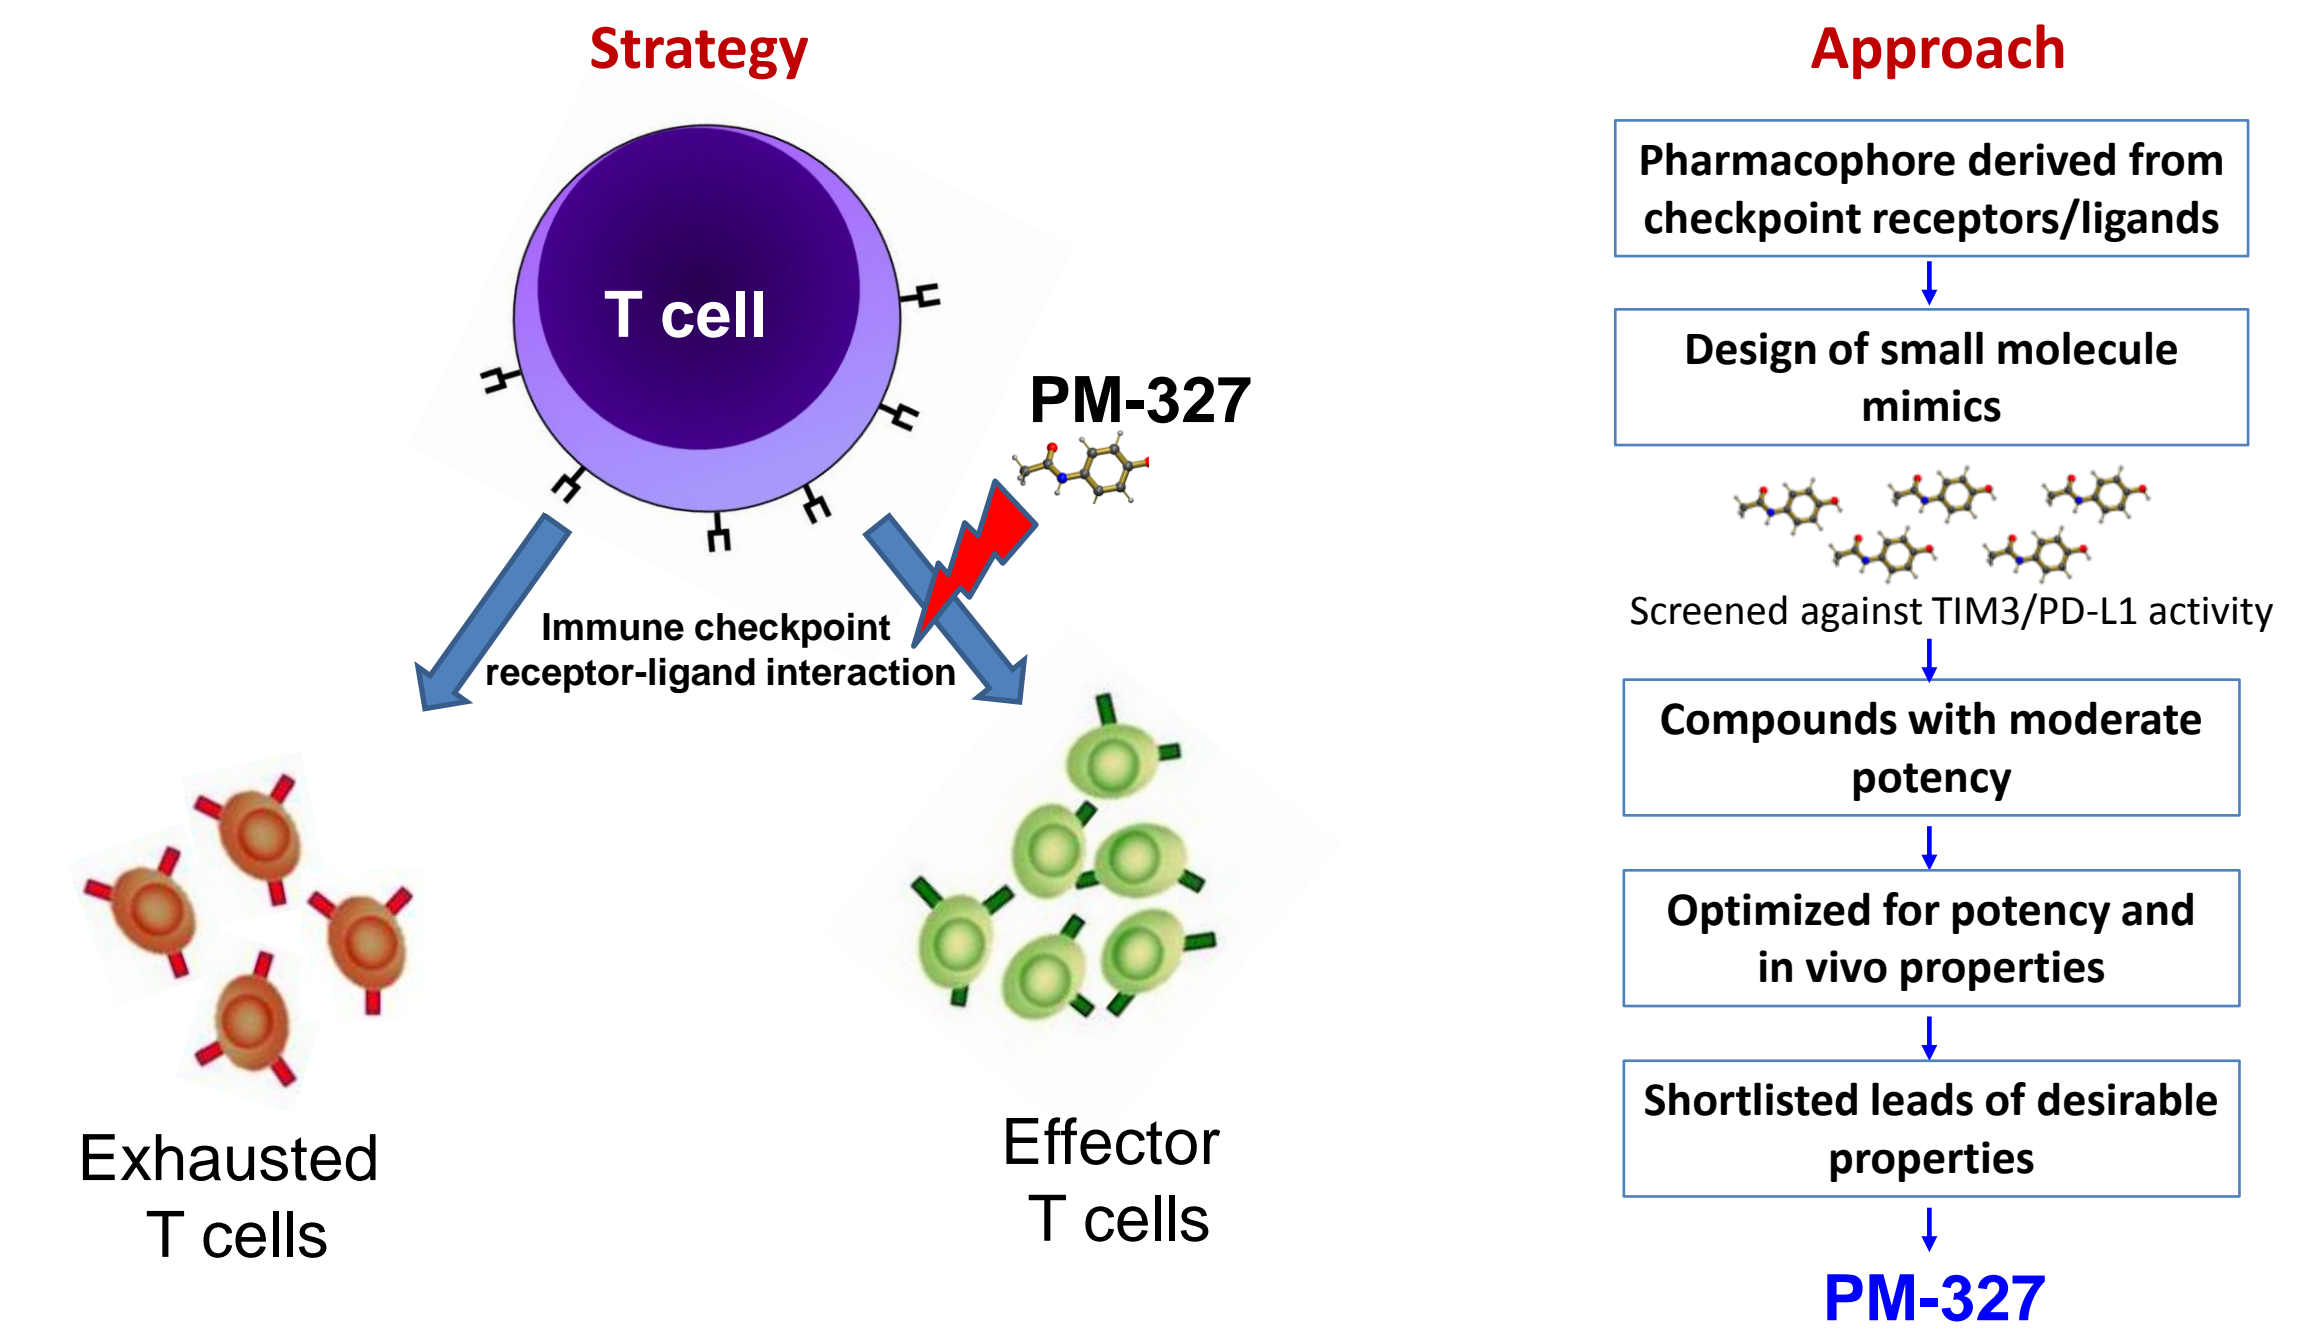 Strategy
T cell
PM-327
Immune checkpoint
receptor-ligand interaction
Exhausted
T cells
Effector
T cells
Approach
Pharmacophore derived from
checkpoint receptors/ligands
Design of small molecule
mimics
Screened against TIM3/PD-L1 activity
Compounds with moderate
potency
Optimized for potency and
in vivo properties
Shortlisted leads of desirable
properties
PM-327